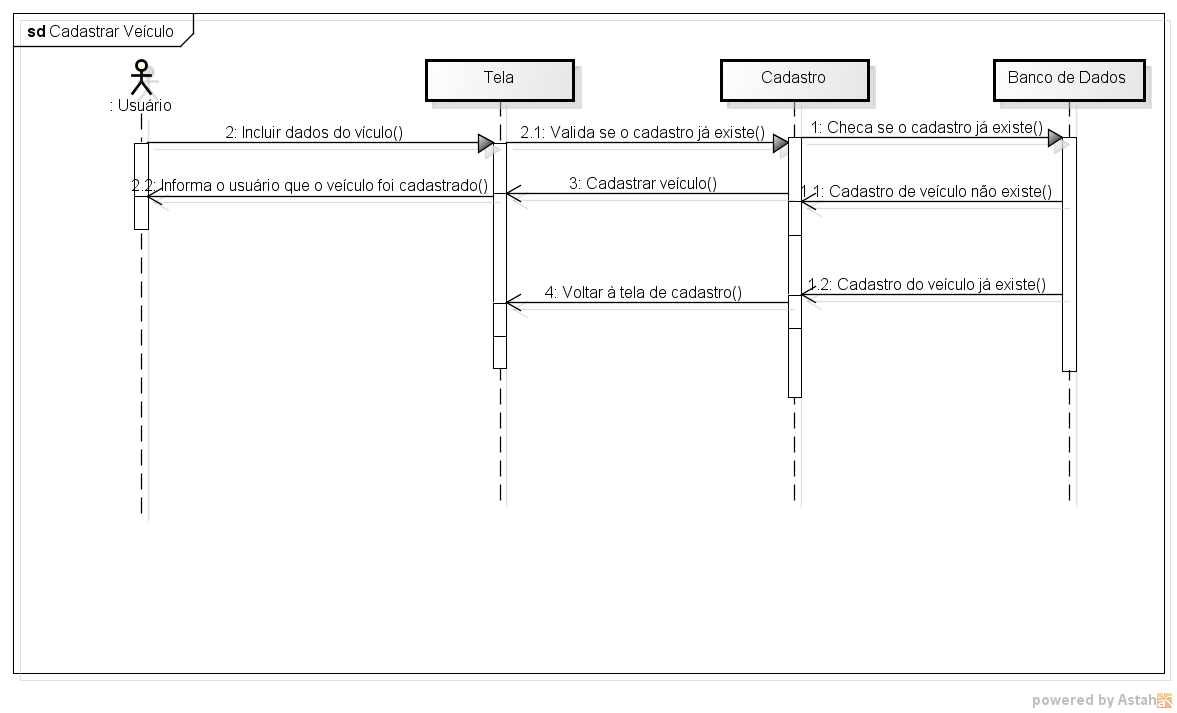 sd Cadastrar Veículo
: Usuário
Tela
Cadastro
Banco de Dados
2: Incluir dados do vículo()
2.1: Valida se o cadastro já existe()
1: Checa se o cadastro já existe()
2.2: Informa o usuário que o veículo foi cadastrado()
3: Cadastrar veículo()
1.1: Cadastro de veículo não existe()
4: Voltar à tela de cadastro()
1.2: Cadastro do veículo já existe()
powered by Astah